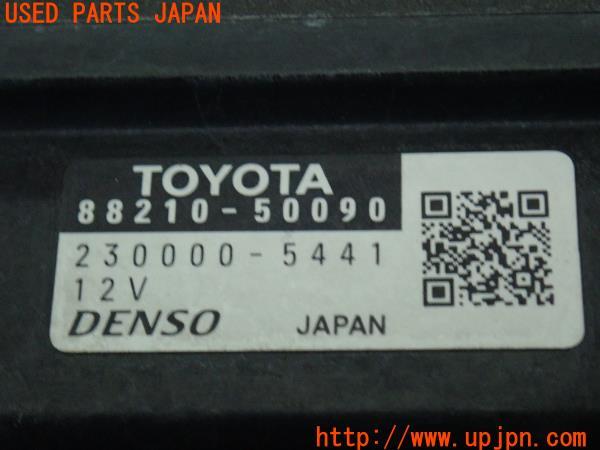 USED PARTS JAPAN
TOYOTA
88210-50090
230000-5441
12V
DENSO JAPAN
http://www.upjpn.com